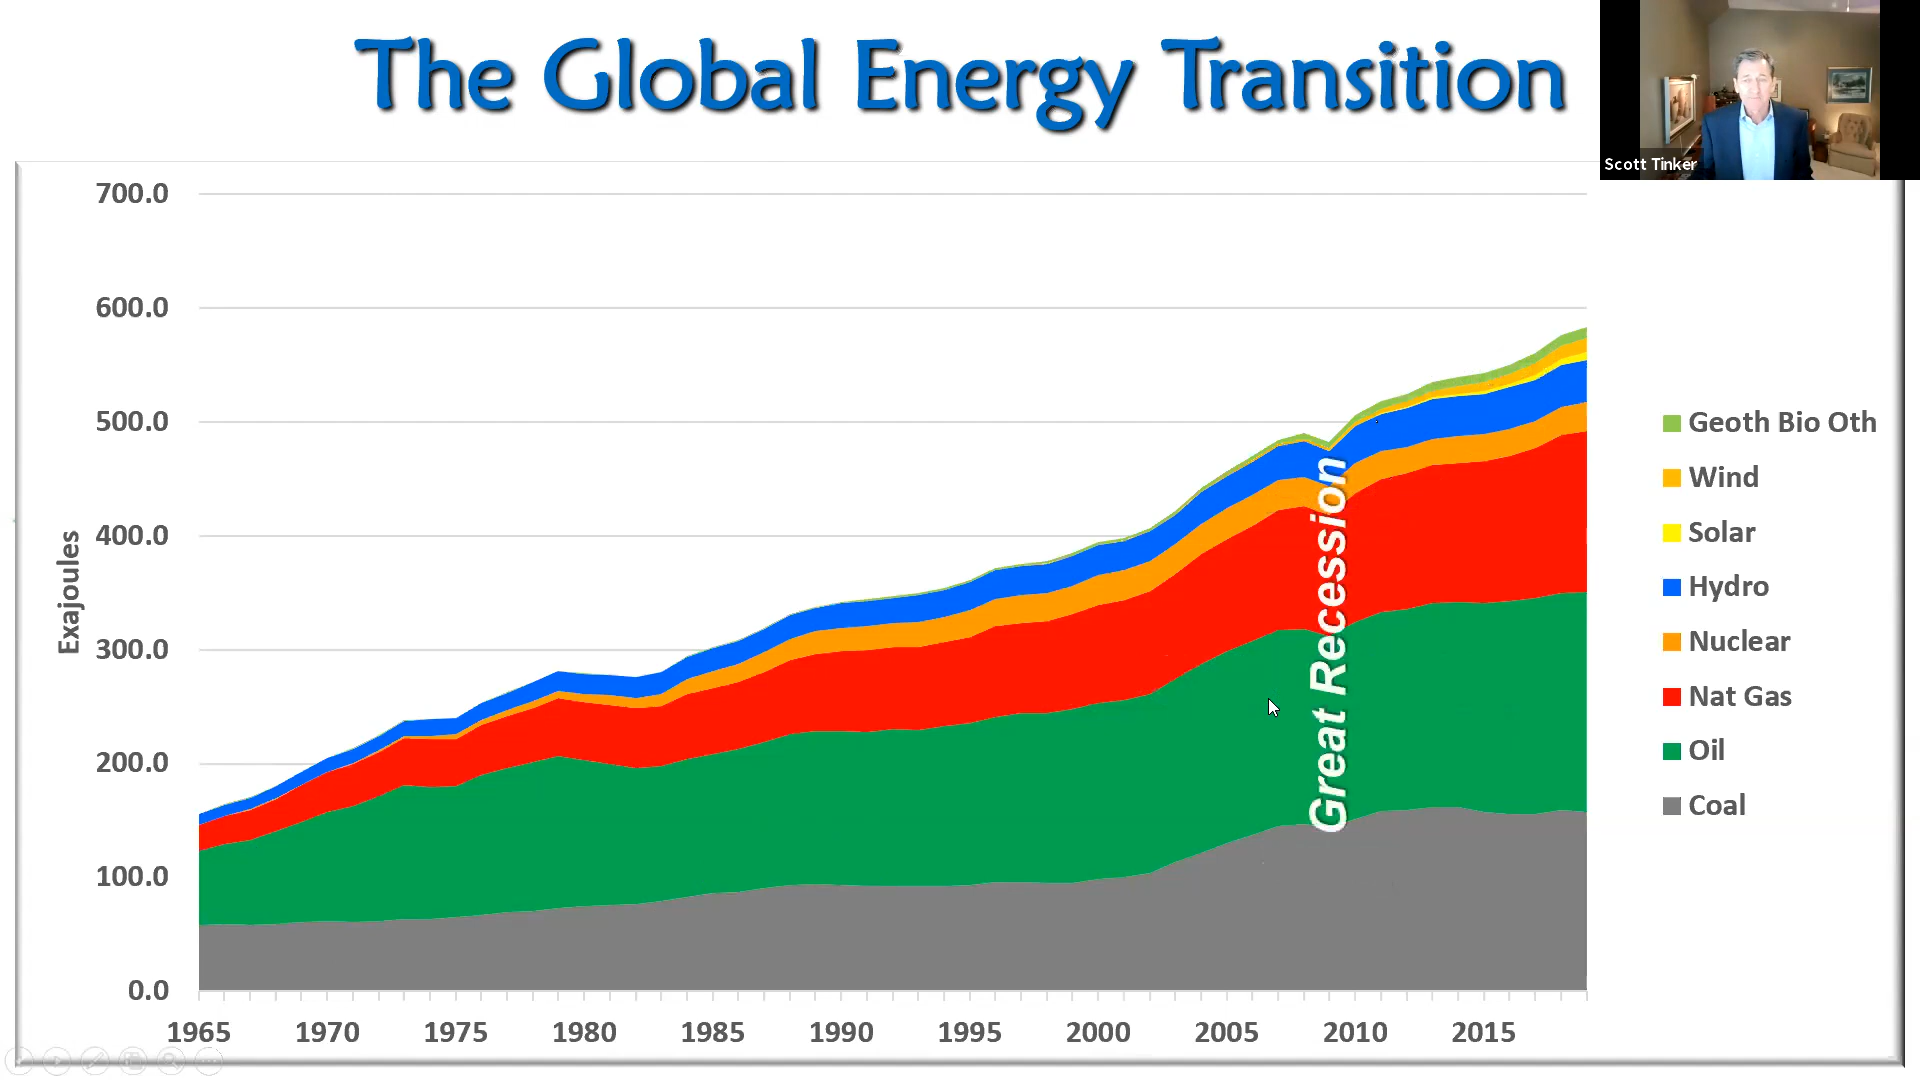 The Global Energy Transition
Scott Tinker
700.0
600.0
500.0
400.0
300.0
200.0
100.0
0.0
Exajoules
1965 1970 1975 1980 1985 1990 1995 2000 2005 2010 2015
Great Recession
Geoth Bio Oth
Wind
Solar
Hydro
Nuclear
Nat Gas
Oil
Coal